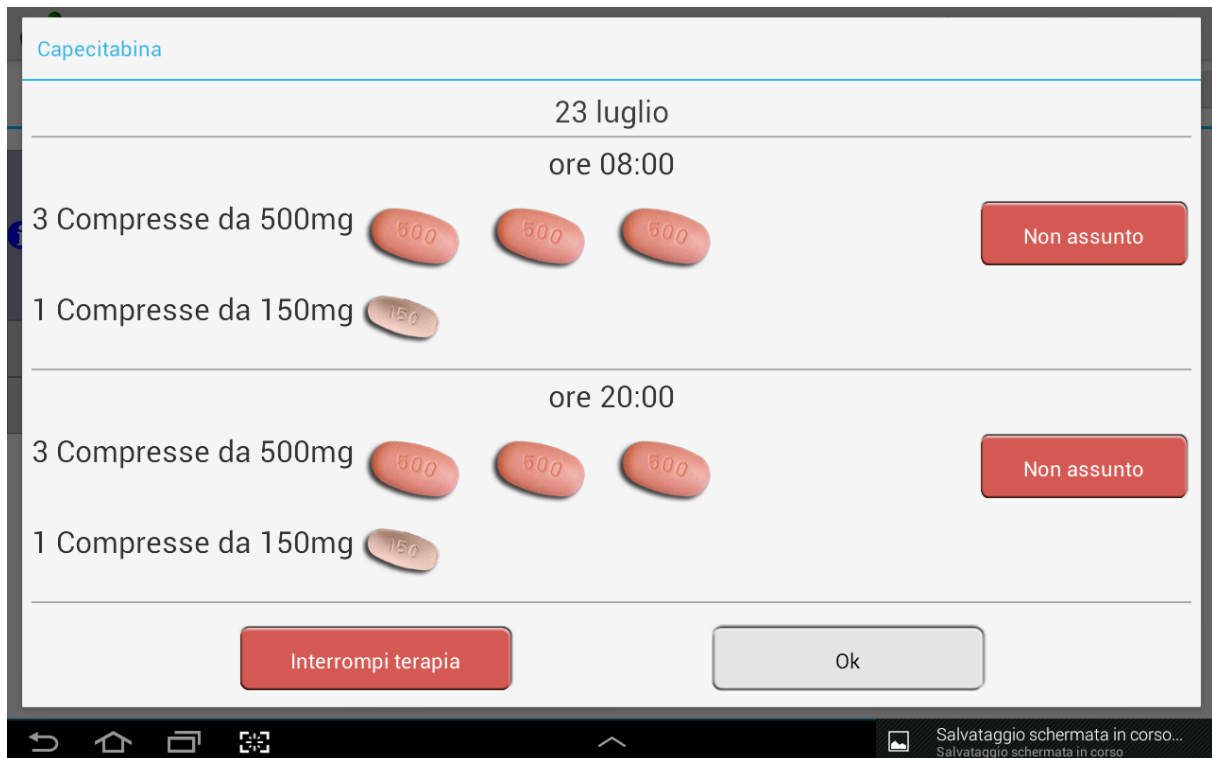 Capecitabina
23 luglio
ore 08:00
3 Compresse da 500mg 500 500 500
Non assunto
1 Compresse da 150mg 150
ore 20:00
3 Compresse da 500mg 500 500 500
Non assunto
1 Compresse da 150mg 150
Interrompi terapia
Ok
Salvataggio schermata in corso...
Salvataggio schermata in corso